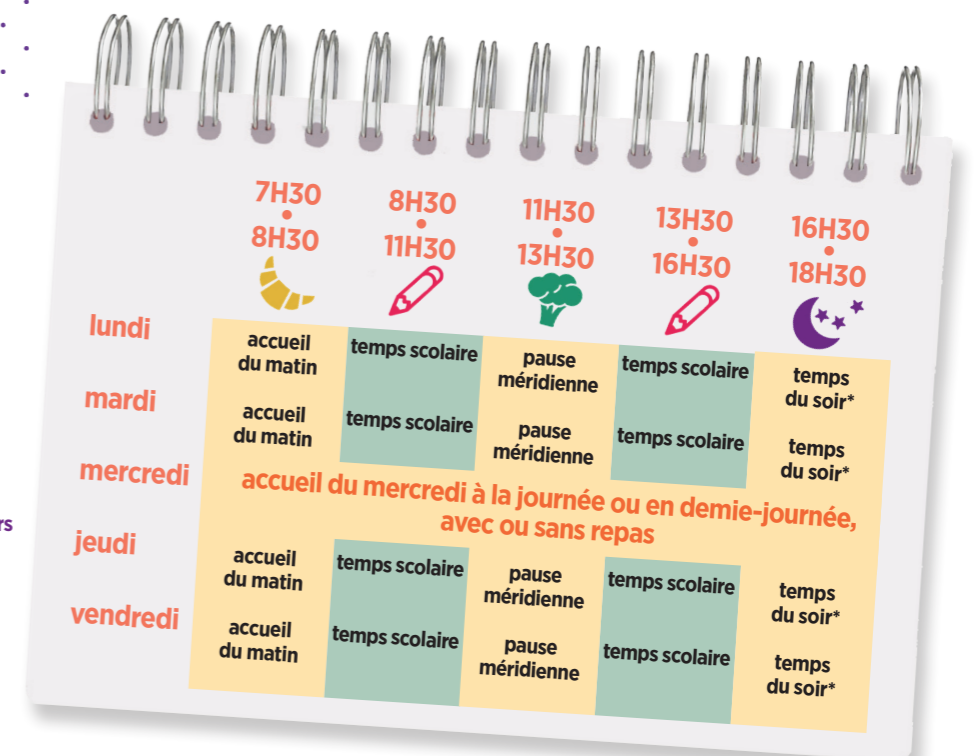 7H30 8H30 11H30 13H30 16H30
• • • • •
8H30 11H30 13H30 16H30 18H30
lundi
accueil du matin
temps scolaire
pause méridienne
temps scolaire
temps du soir*
mardi
accueil du matin
temps scolaire
pause méridienne
temps scolaire
temps du soir*
mercredi
accueil du mercredi à la journée ou en demie-journée,
avec ou sans repas
rs
jeudi
accueil du matin
temps scolaire
pause méridienne
temps scolaire
temps du soir*
vendredi
accueil du matin
temps scolaire
pause méridienne
temps scolaire
temps du soir*